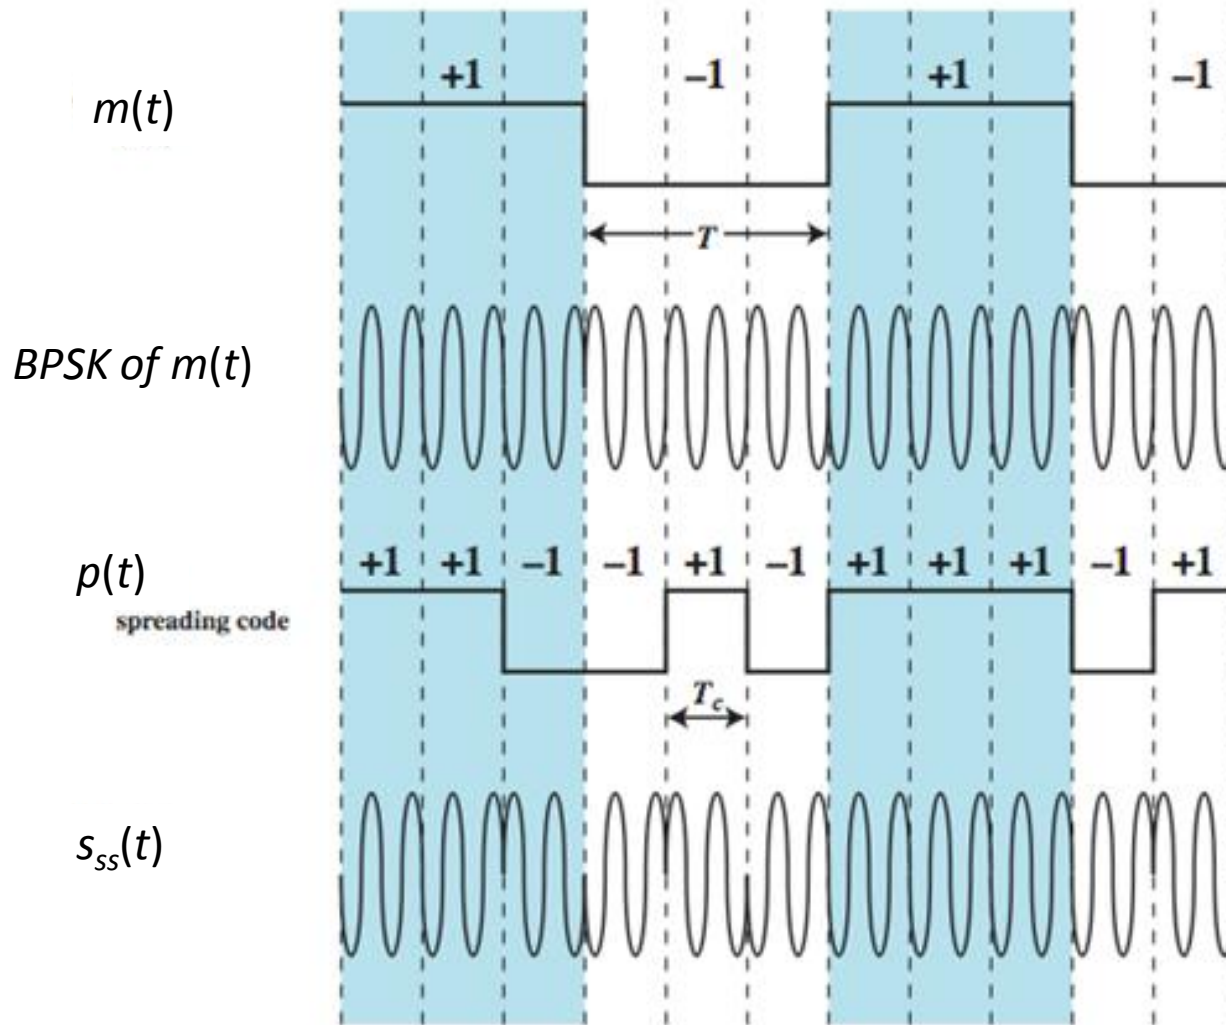 +1 –1 +1 –1
m(t)
T
BPSK of m(t)
+1 +1 –1 –1 +1 –1 +1 +1 +1 –1 +1
p(t)
spreading code
Tc
sss(t)